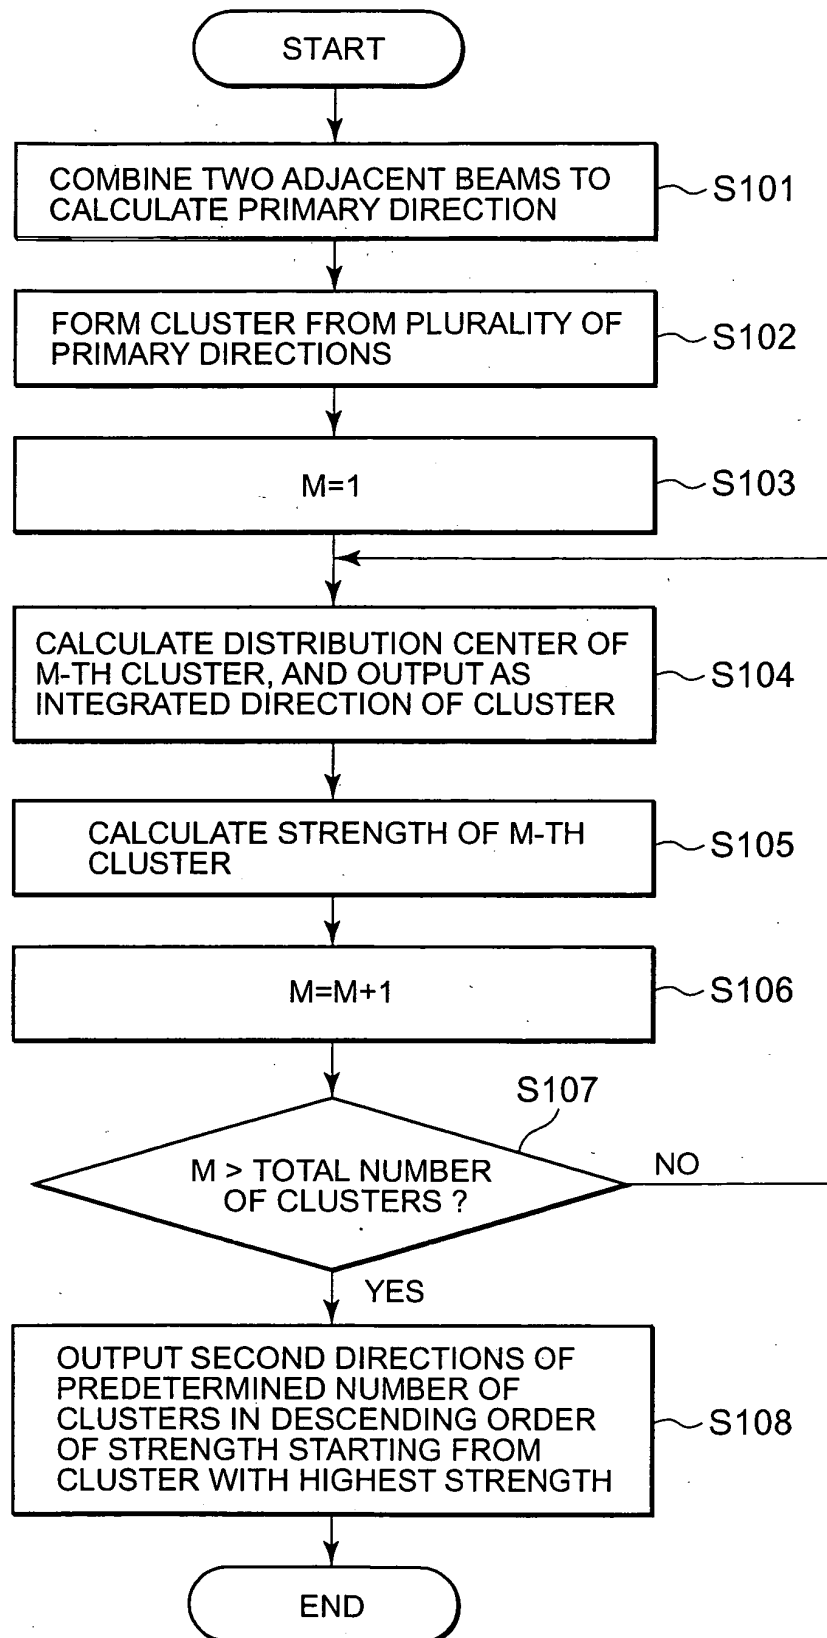 START
COMBINE TWO ADJACENT BEAMS TO
CALCULATE PRIMARY DIRECTION
S101
FORM CLUSTER FROM PLURALITY OF
PRIMARY DIRECTIONS
S102
M=1
S103
CALCULATE DISTRIBUTION CENTER OF
M-TH CLUSTER, AND OUTPUT AS
INTEGRATED DIRECTION OF CLUSTER
S104
CALCULATE STRENGTH OF M-TH
CLUSTER
S105
M=M+1
S106
S107
M > TOTAL NUMBER
OF CLUSTERS ?
NO
YES
OUTPUT SECOND DIRECTIONS OF
PREDETERMINED NUMBER OF
CLUSTERS IN DESCENDING ORDER
OF STRENGTH STARTING FROM
CLUSTER WITH HIGHEST STRENGTH
S108
END